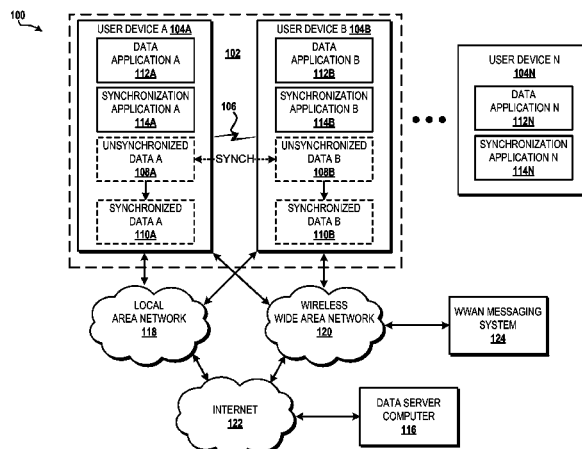 100
USER DEVICE A 104A
DATA
APPLICATION A
112A
SYNCHRONIZATION
APPLICATION A
114A
UNSYNCHRONIZED
DATA A
108A
SYNCHRONIZED
DATA A
110A
102
106
SYNCH
USER DEVICE B 104B
DATA
APPLICATION B
112B
SYNCHRONIZATION
APPLICATION B
114B
UNSYNCHRONIZED
DATA B
108B
SYNCHRONIZED
DATA B
110B
USER DEVICE N
104N
DATA
APPLICATION N
112N
SYNCHRONIZATION
APPLICATION N
114N
LOCAL
AREA NETWORK
118
WIRELESS
WIDE AREA NETWORK
120
WWAN MESSAGING
SYSTEM
124
INTERNET
122
DATA SERVER
COMPUTER
116